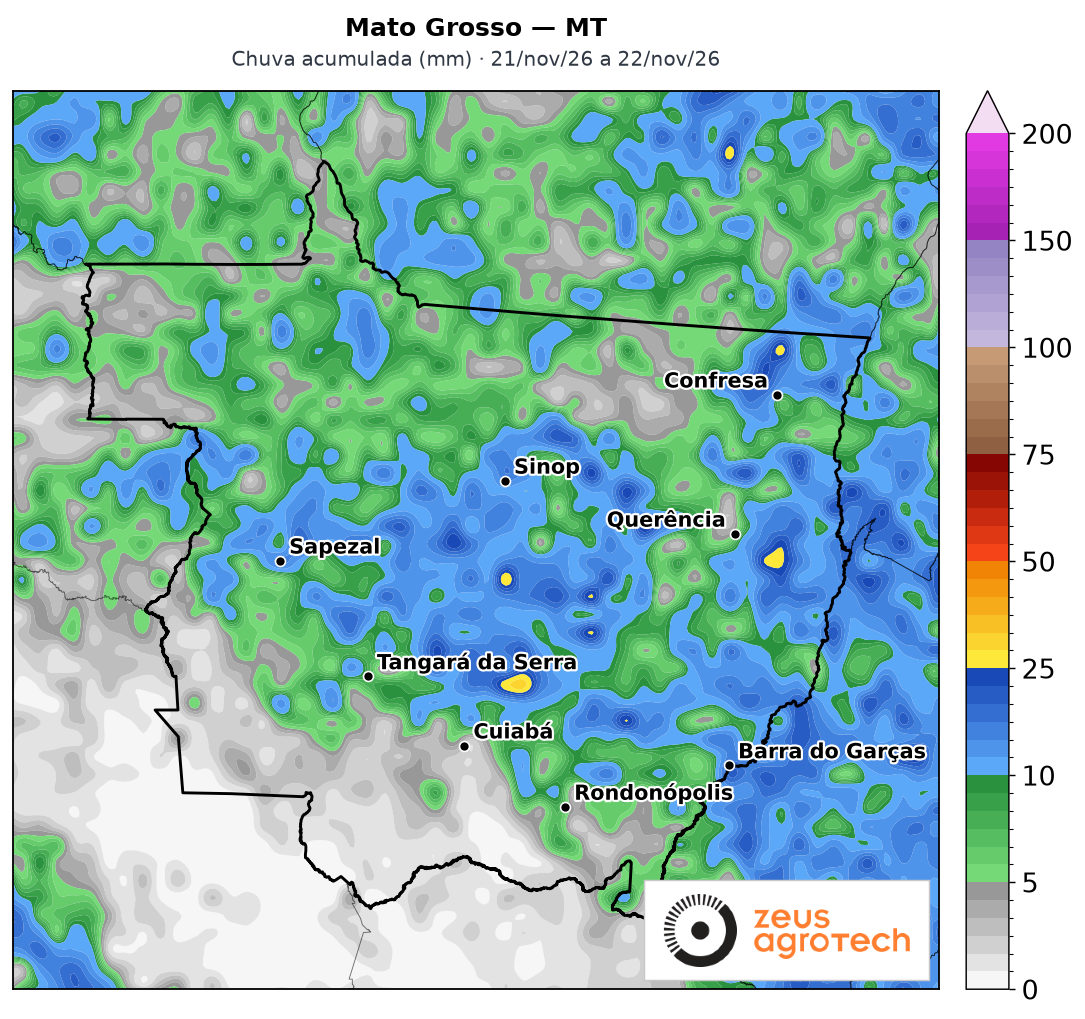 Mato Grosso — MT
Chuva acumulada (mm) · 21/nov/26 a 22/nov/26
200
150
100
75
50
25
10
5
0
Confresa
Sinop
Querência
Sapezal
Tangará da Serra
Cuiabá
Barra do Garças
Rondonópolis
zeus
agrotech